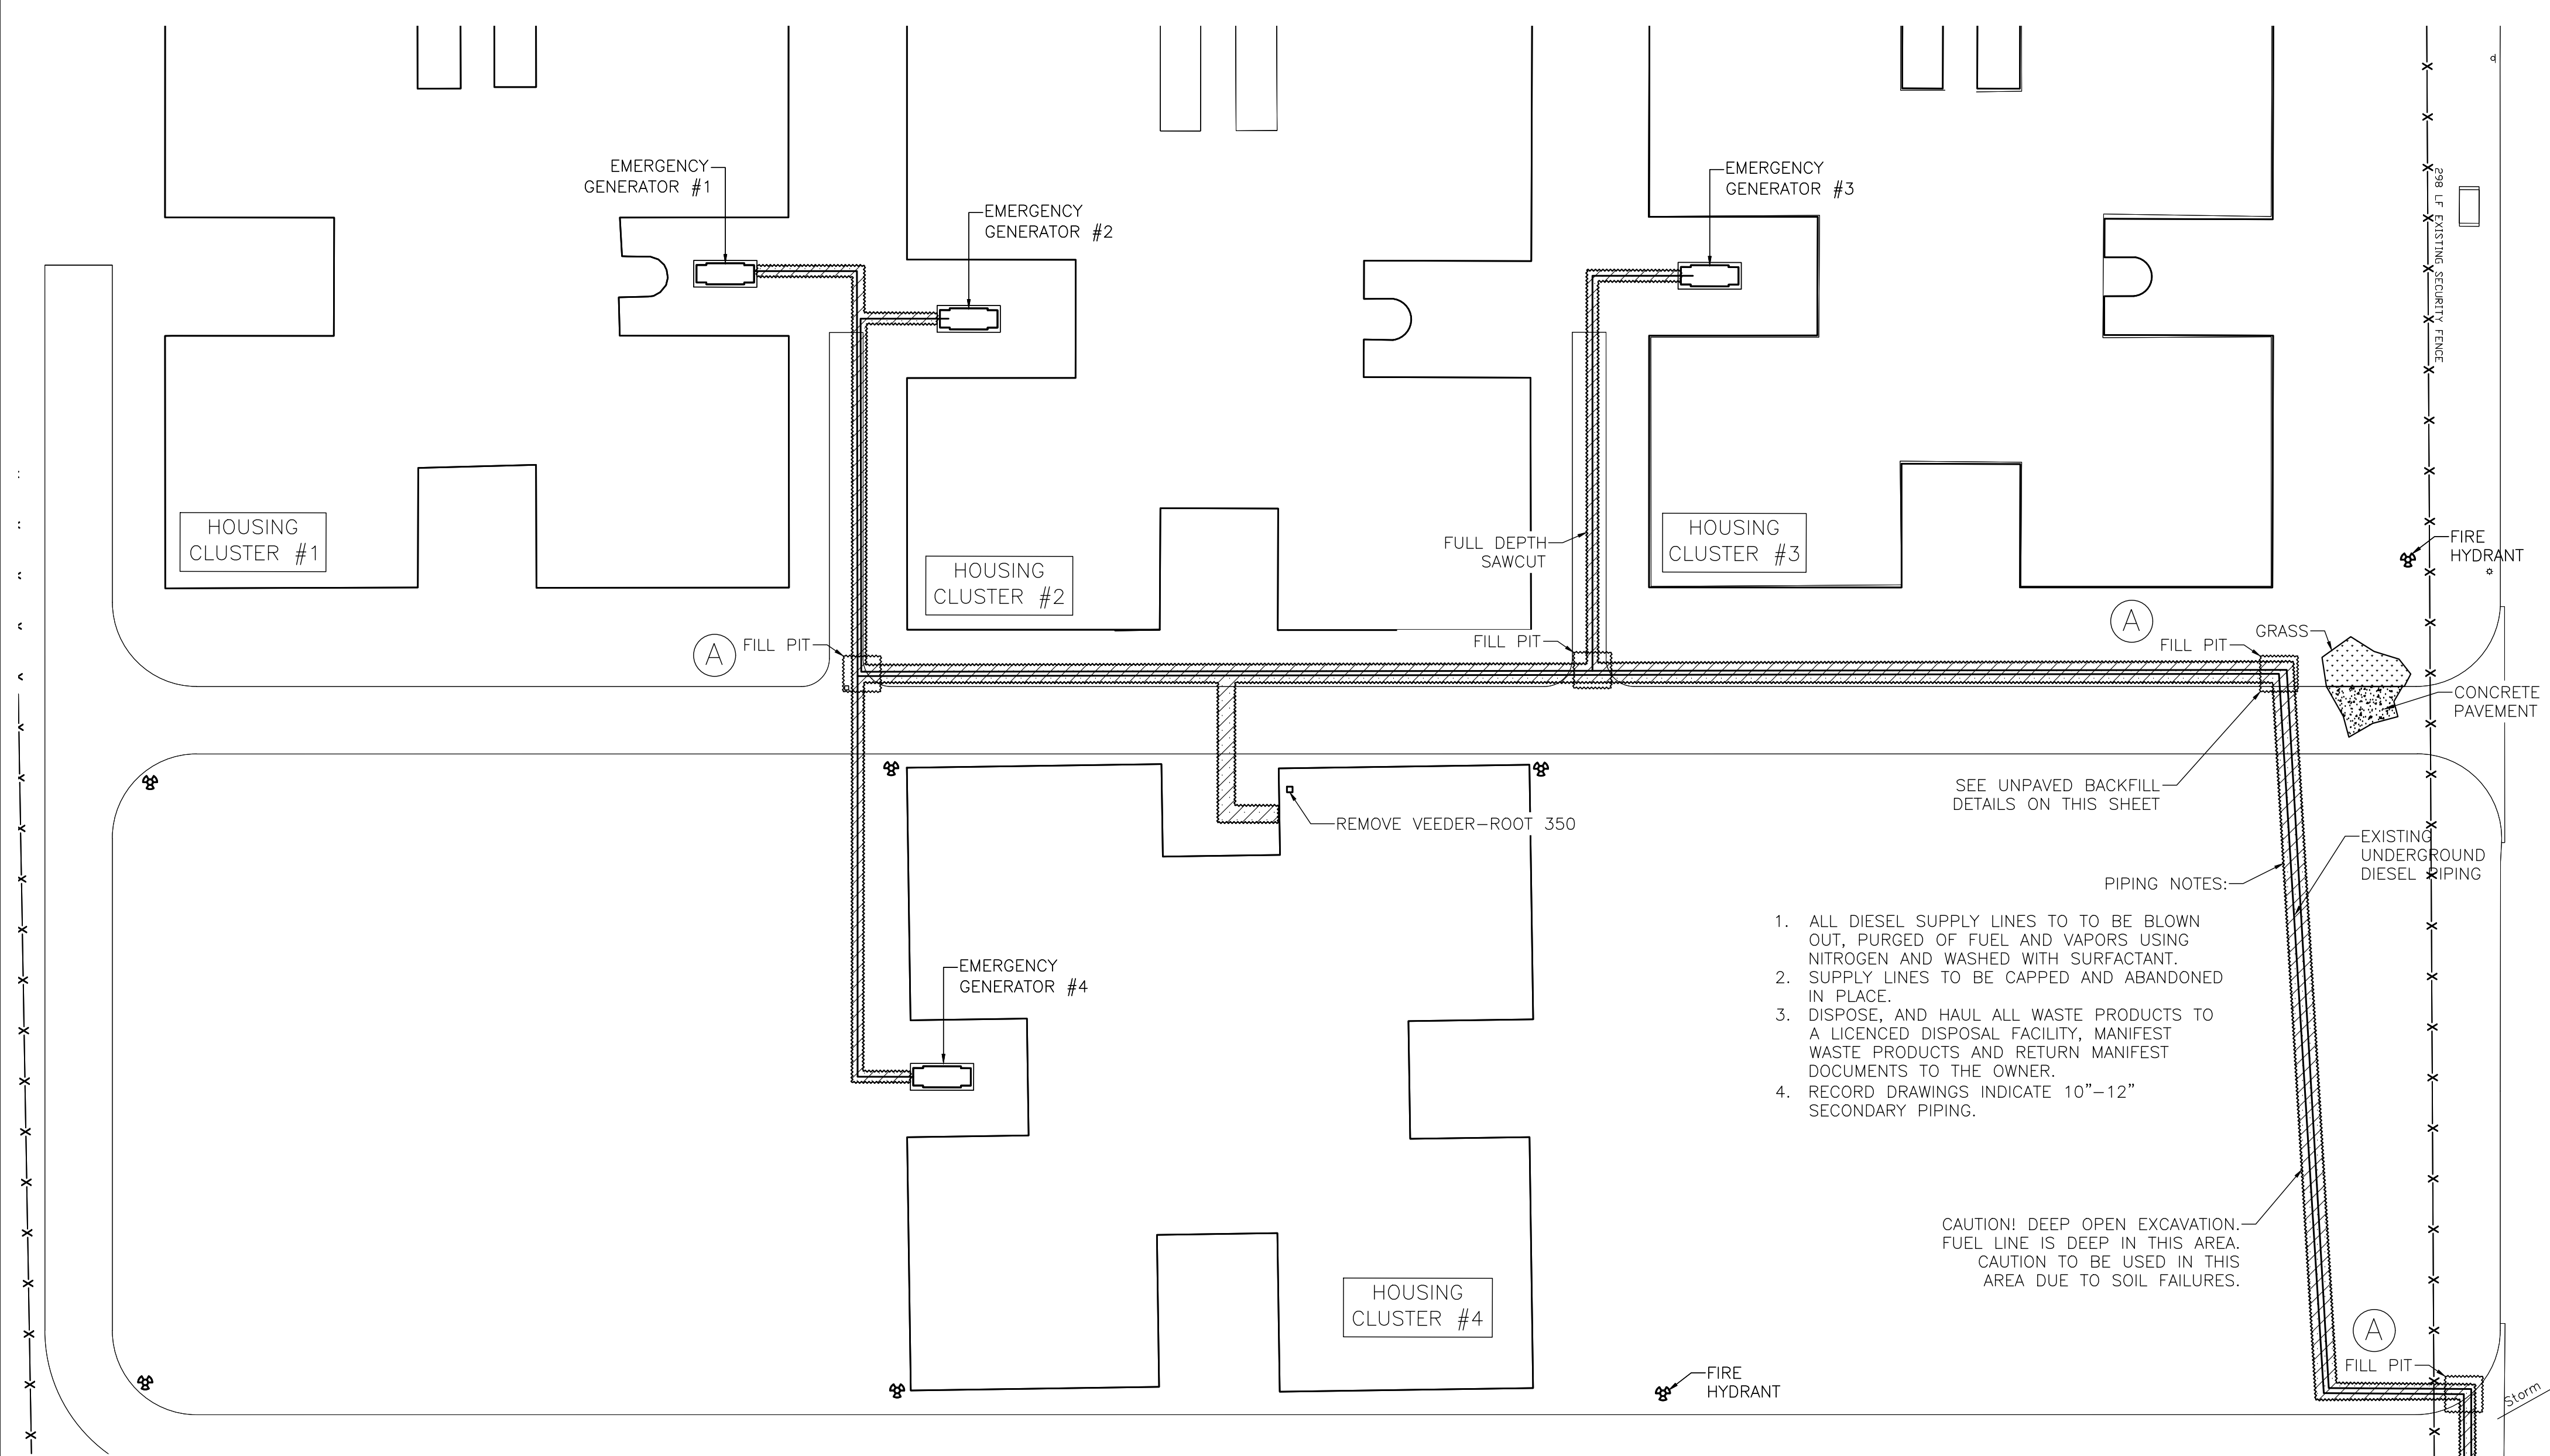 EMERGENCY
GENERATOR #1
EMERGENCY
GENERATOR #2
EMERGENCY
GENERATOR #3
298 LF EXISTING SECURITY FENCE
d
HOUSING
CLUSTER #1
HOUSING
CLUSTER #2
FULL DEPTH
SAWCUT
HOUSING
CLUSTER #3
FIRE
HYDRANT
A
FILL PIT
FILL PIT
A
FILL PIT
GRASS
CONCRETE
PAVEMENT
SEE UNPAVED BACKFILL
DETAILS ON THIS SHEET
REMOVE VEEDER-ROOT 350
EXISTING
UNDERGROUND
DIESEL PIPING
PIPING NOTES:
1. ALL DIESEL SUPPLY LINES TO TO BE BLOWN
OUT, PURGED OF FUEL AND VAPORS USING
NITROGEN AND WASHED WITH SURFACTANT.
2. SUPPLY LINES TO BE CAPPED AND ABANDONED
IN PLACE.
3. DISPOSE, AND HAUL ALL WASTE PRODUCTS TO
A LICENCED DISPOSAL FACILITY, MANIFEST
WASTE PRODUCTS AND RETURN MANIFEST
DOCUMENTS TO THE OWNER.
4. RECORD DRAWINGS INDICATE 10"-12"
SECONDARY PIPING.
EMERGENCY
GENERATOR #4
CAUTION! DEEP OPEN EXCAVATION.
FUEL LINE IS DEEP IN THIS AREA.
CAUTION TO BE USED IN THIS
AREA DUE TO SOIL FAILURES.
HOUSING
CLUSTER #4
A
FILL PIT
FIRE
HYDRANT
Storm